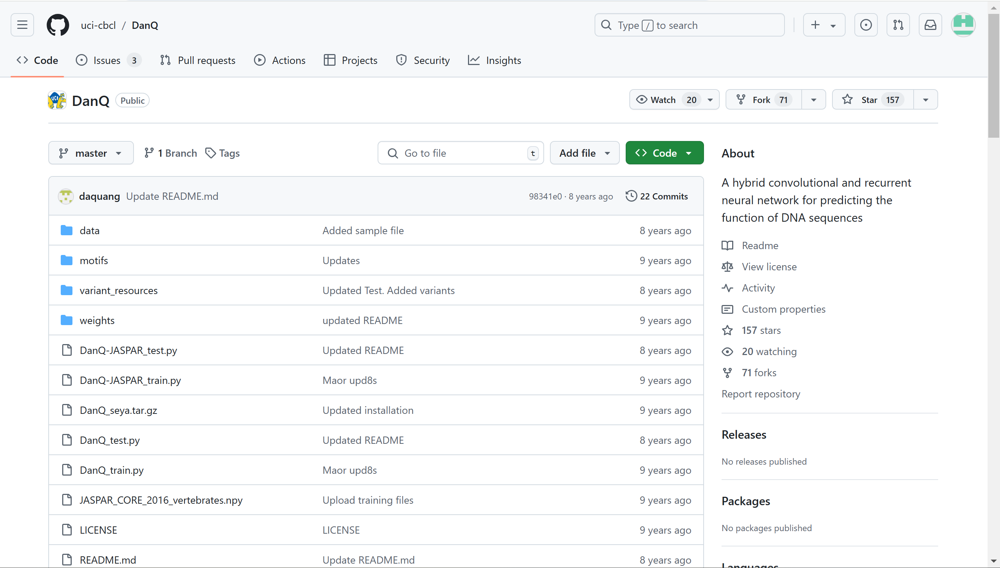 uci-cbcl / DanQ
Type / to search
Code
Issues 3
Pull requests
Actions
Projects
Security
Insights
UCI
DanQ Public
Watch 20
Fork 71
Star 157
master
1 Branch
Tags
Go to file t
Add file
Code
daquang Update README.md 98341e0 · 8 years ago 22 Commits
data Added sample file 8 years ago
motifs Updates 9 years ago
variant_resources Updated Test. Added variants 8 years ago
weights updated README 9 years ago
DanQ-JASPAR_test.py Updated README 8 years ago
DanQ-JASPAR_train.py Maor upd8s 9 years ago
DanQ_seya.tar.gz Updated installation 9 years ago
DanQ_test.py Updated README 8 years ago
DanQ_train.py Maor upd8s 9 years ago
JASPAR_CORE_2016_vertebrates.npy Upload training files 9 years ago
LICENSE LICENSE 9 years ago
README.md Update README.md 8 years ago
About
A hybrid convolutional and recurrent
neural network for predicting the
function of DNA sequences
Readme
View license
Activity
Custom properties
157 stars
20 watching
71 forks
Report repository
Releases
No releases published
Packages
No packages published
Languages